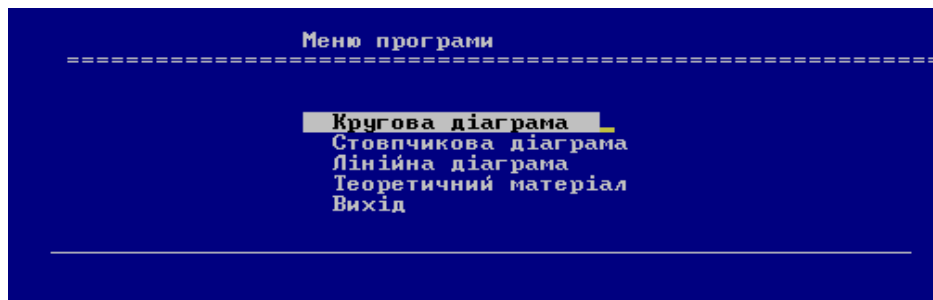 Меню програми
Кругова діаграма
Стовпчикова діаграма
Лінійна діаграма
Теоретичний матеріал
Вихід